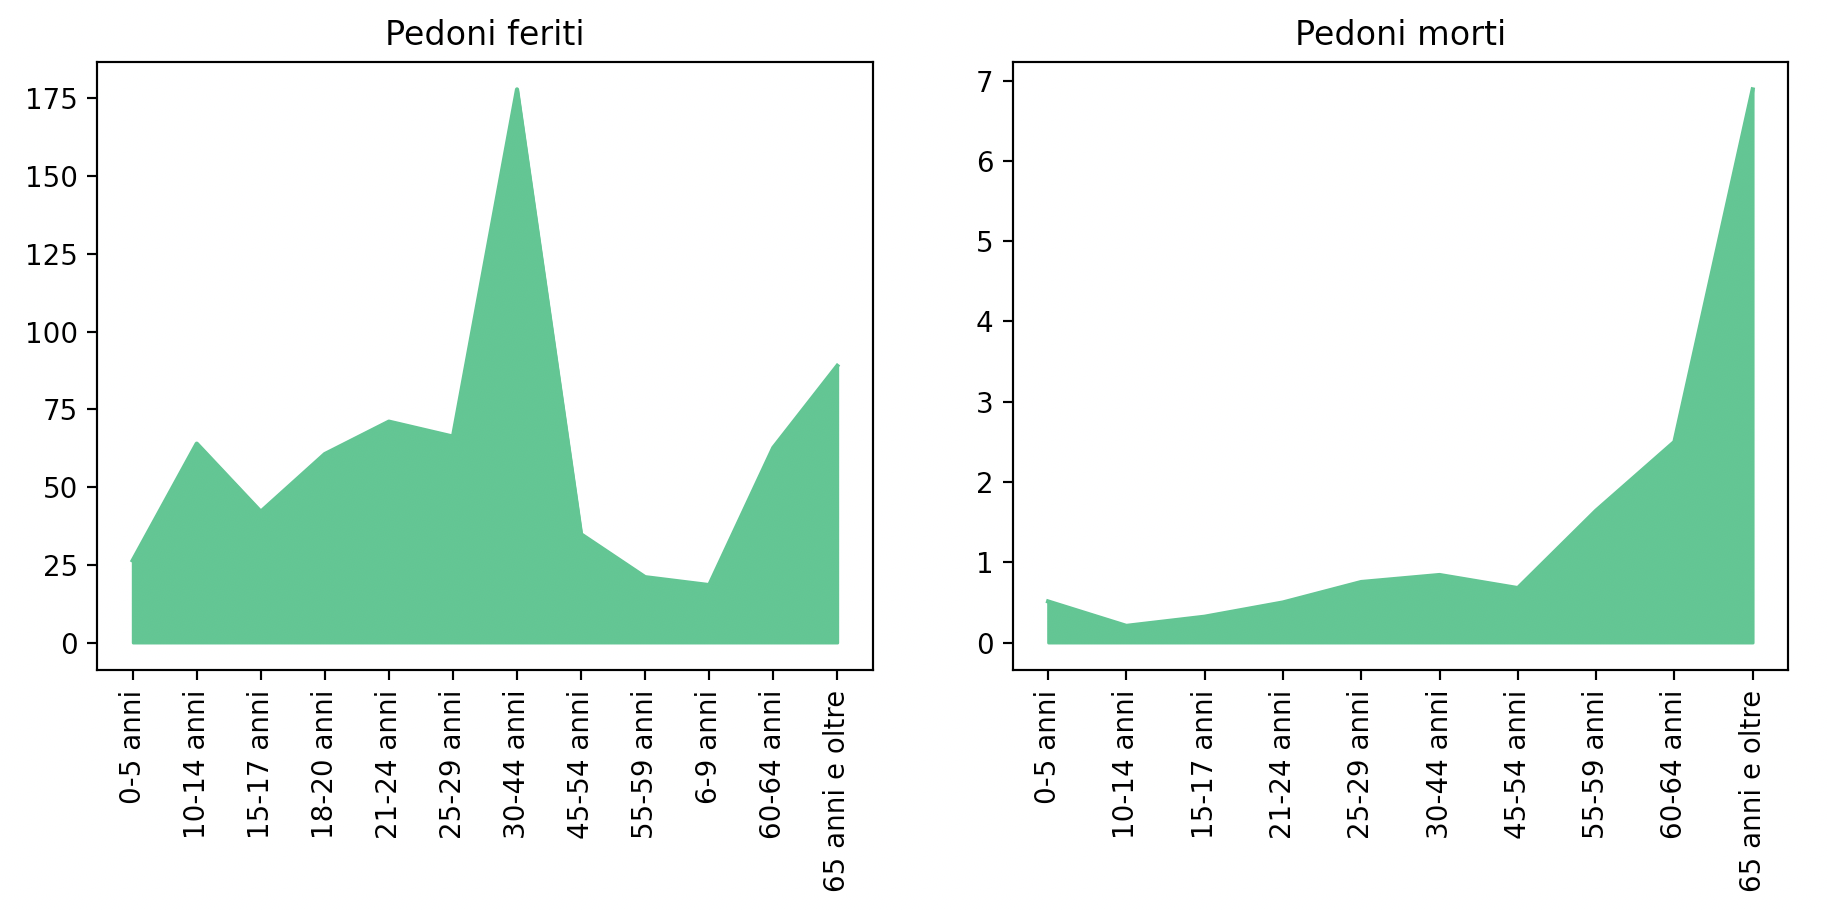 Pedoni feriti
175
150
125
100
75
50
25
0
0-5 anni
10-14 anni
15-17 anni
18-20 anni
21-24 anni
25-29 anni
30-44 anni
45-54 anni
55-59 anni
6-9 anni
60-64 anni
65 anni e oltre
Pedoni morti
7
6
5
4
3
2
1
0
0-5 anni
10-14 anni
15-17 anni
21-24 anni
25-29 anni
30-44 anni
45-54 anni
55-59 anni
60-64 anni
65 anni e oltre